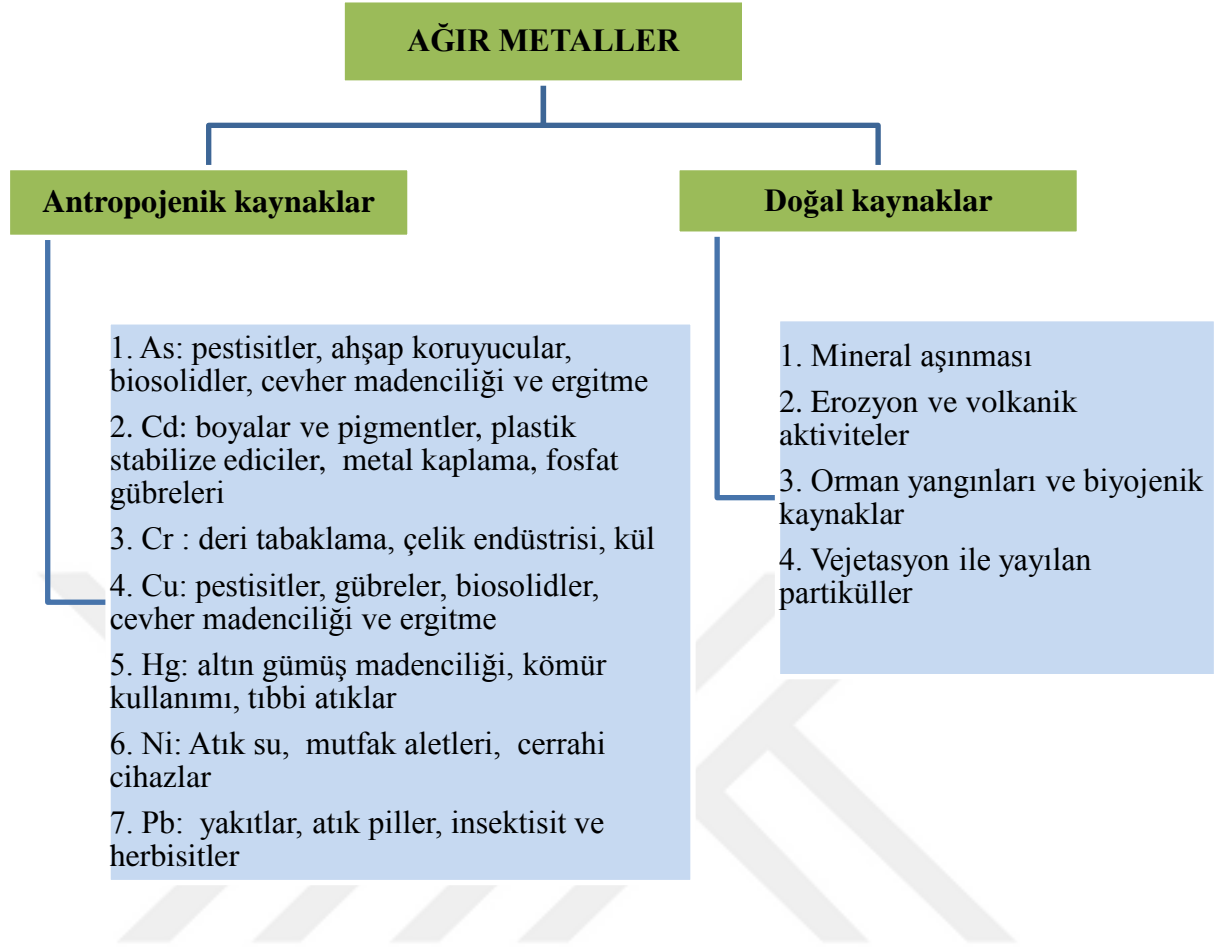 AĞIR METALLER
Antropojenik kaynaklar
Doğal kaynaklar
1. As: pestisitler, ahşap koruyucular,
biosolidler, cevher madenciliği ve ergitme
2. Cd: boyalar ve pigmentler, plastik
stabilize ediciler, metal kaplama, fosfat
gübreleri
3. Cr : deri tabaklama, çelik endüstrisi, kül
4. Cu: pestisitler, gübreler, biosolidler,
cevher madenciliği ve ergitme
5. Hg: altın gümüş madenciliği, kömür
kullanımı, tıbbi atıklar
6. Ni: Atık su, mutfak aletleri, cerrahi
cihazlar
7. Pb: yakıtlar, atık piller, insektisit ve
herbisitler
1. Mineral aşınması
2. Erozyon ve volkanik
aktiviteler
3. Orman yangınları ve biyojenik
kaynaklar
4. Vejetasyon ile yayılan
partiküller